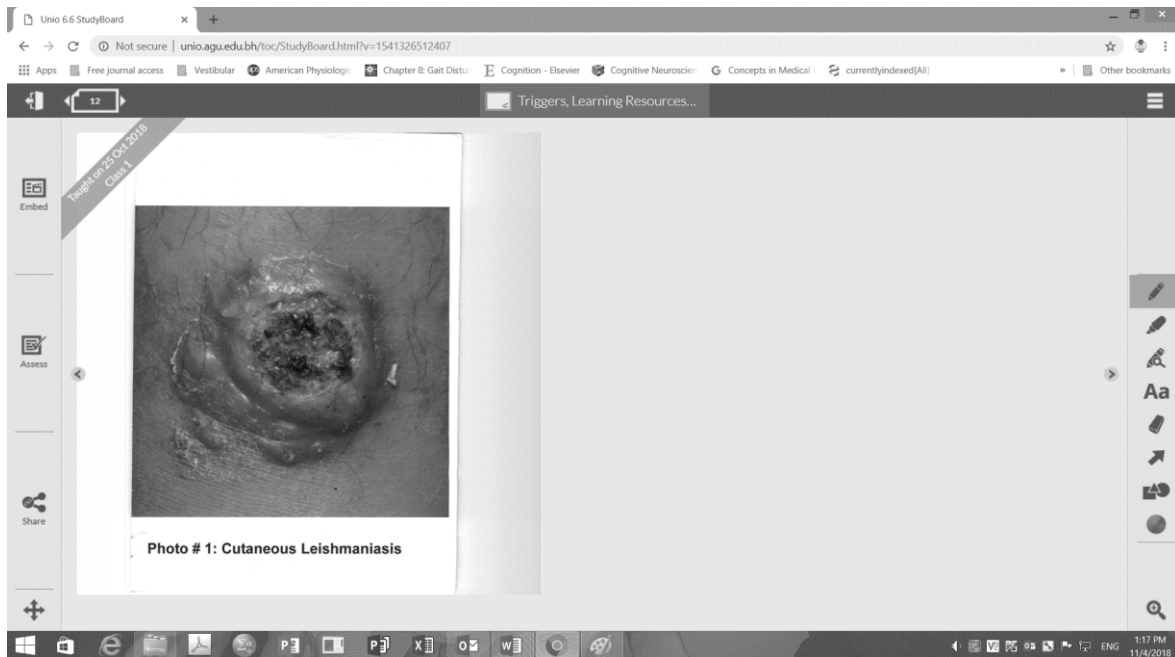 Unio 6.6 StudyBoard
Not secure | unio.agu.edu.bh/toc/StudyBoard.html?v=1541326512407
Apps Free journal access Vestibular American Physiologic Chapter 8: Gait Distur Cognition - Elsevier Cognitive Neuroscien Concepts in Medical currentlyindexed[All] » Other bookmarks
12 Triggers, Learning Resources...
Taught on 25 Oct 2018
Class 1
Embed
Assess
Aa
Share
Photo # 1: Cutaneous Leishmaniasis
ENG 1:17 PM
11/4/2018